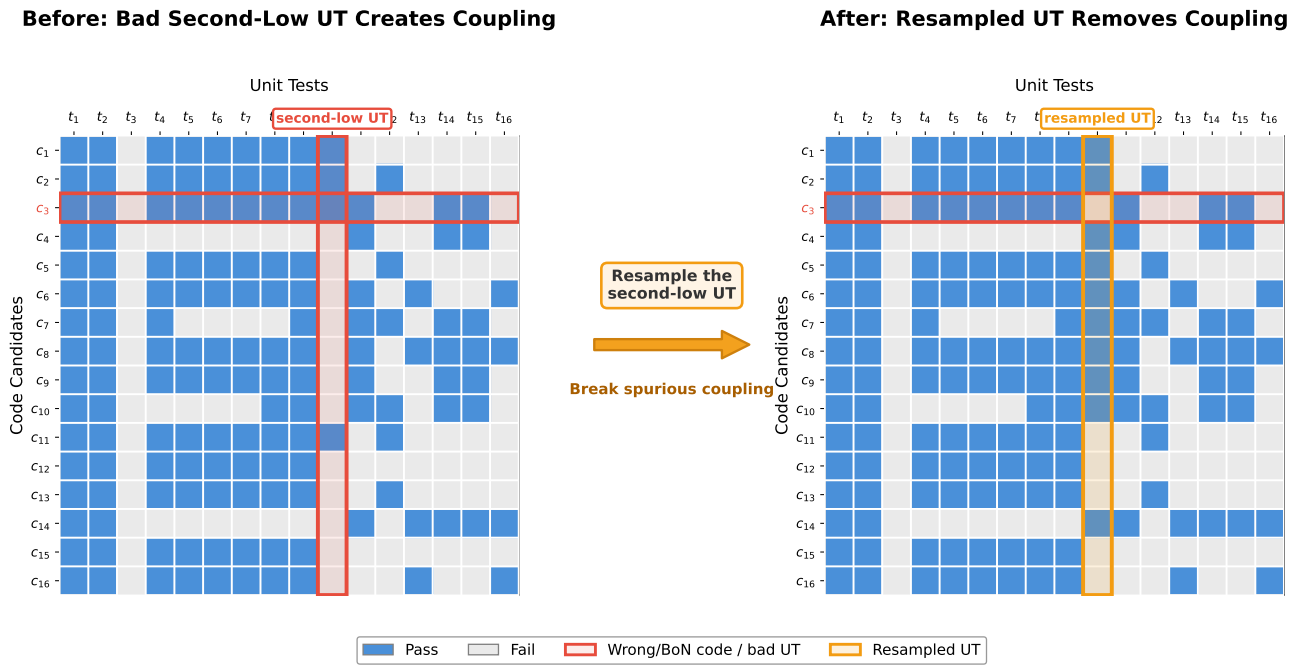 Before: Bad Second-Low UT Creates Coupling
Unit Tests
t1 t2 t3 t4 t5 t6 t7 second-low UT t13 t14 t15 t16
Code Candidates
c1
c2
c3
c4
c5
c6
c7
c8
c9
c10
c11
c12
c13
c14
c15
c16
Resample the
second-low UT
Break spurious coupling
After: Resampled UT Removes Coupling
Unit Tests
t1 t2 t3 t4 t5 t6 t7 resampled UT t13 t14 t15 t16
Code Candidates
c1
c2
c3
c4
c5
c6
c7
c8
c9
c10
c11
c12
c13
c14
c15
c16
Pass Fail Wrong/BoN code / bad UT Resampled UT